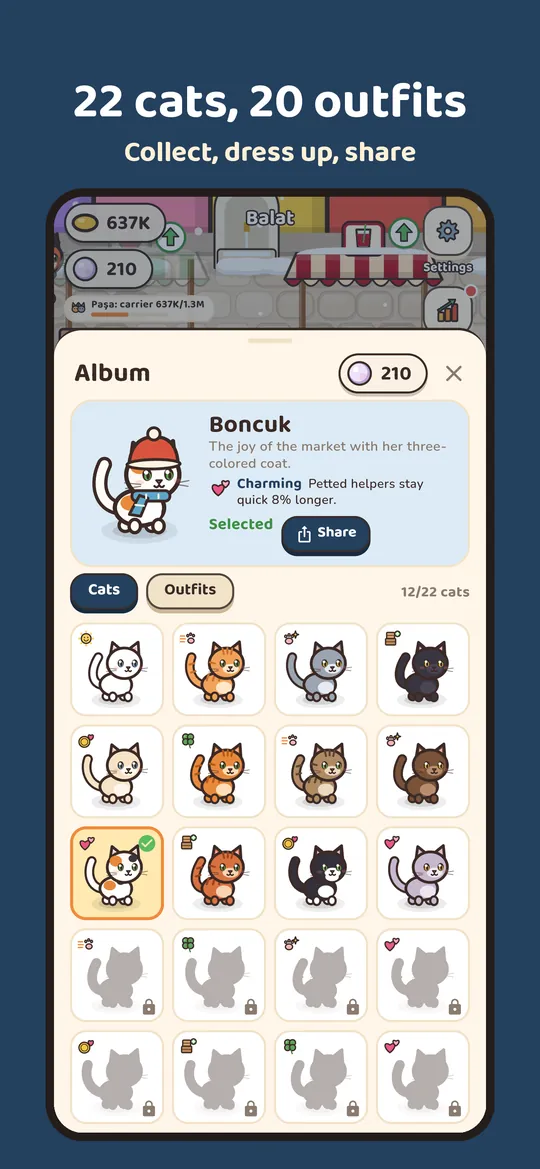 22 cats, 20 outfits
Collect, dress up, share
637K
Balat
210
Settings
Paşa: carrier 637K/1.3M
Album
210
Boncuk
The joy of the market with her three-
colored coat.
Charming Petted helpers stay
quick 8% longer.
Selected
Share
Cats
Outfits
12/22 cats